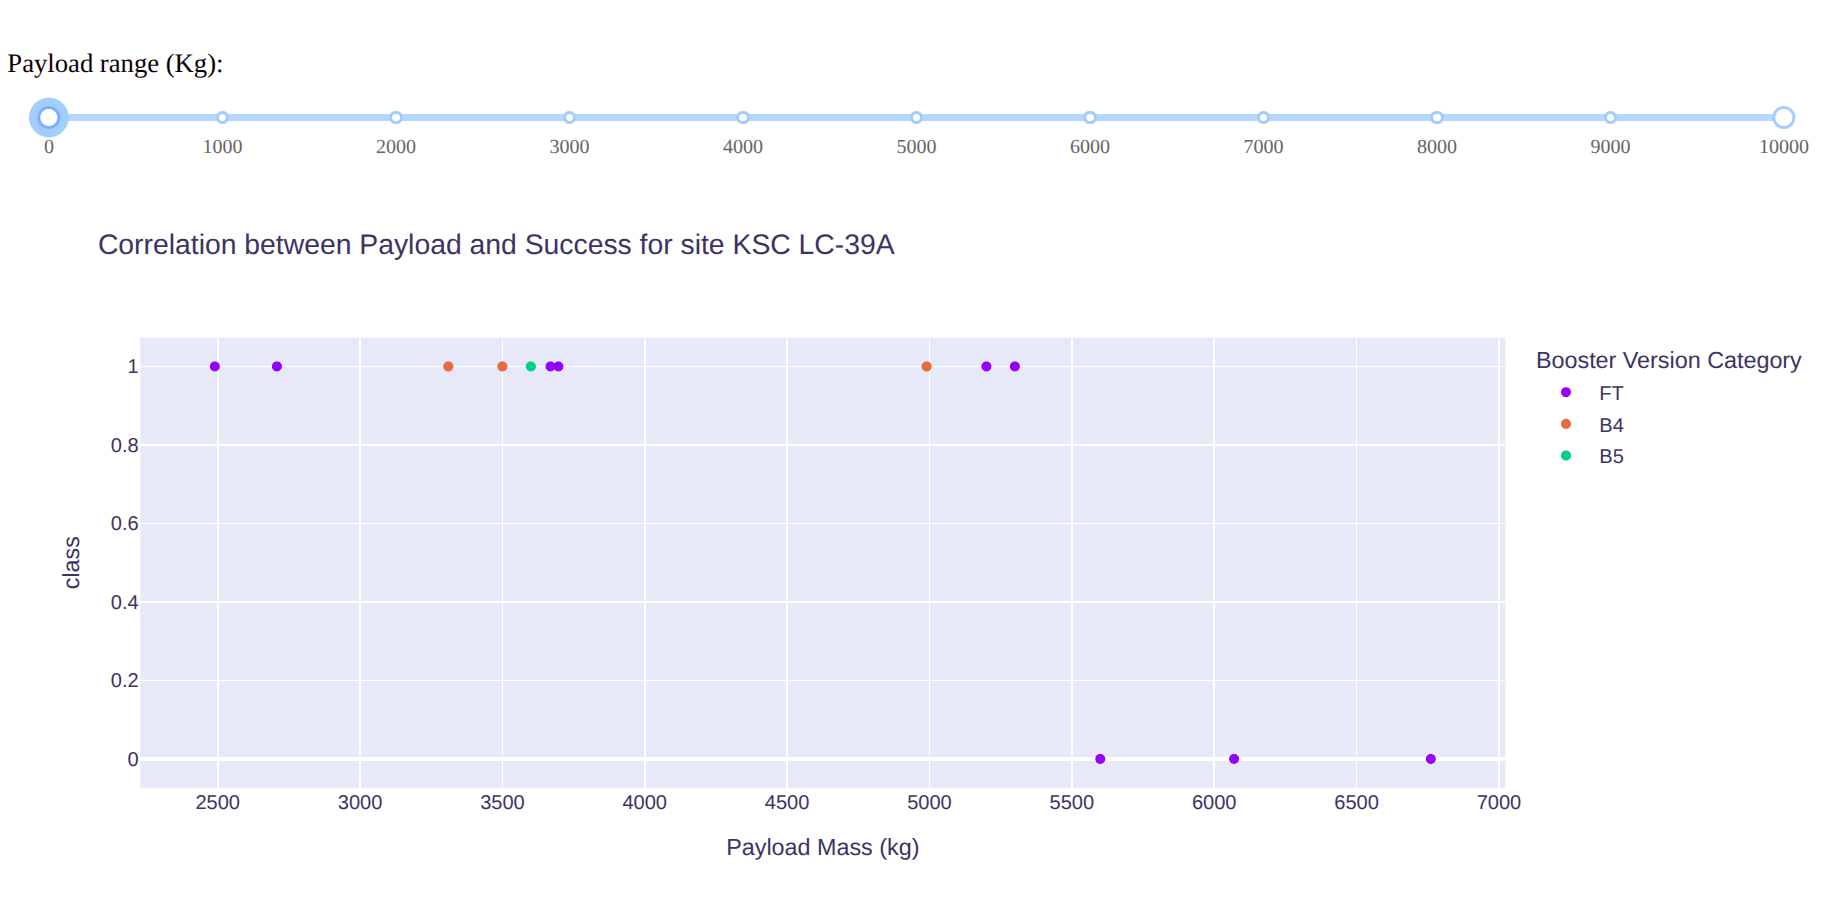 Payload range (Kg):
0 1000 2000 3000 4000 5000 6000 7000 8000 9000 10000
Correlation between Payload and Success for site KSC LC-39A
1
0.8
0.6
0.4
0.2
0
class
2500 3000 3500 4000 4500 5000 5500 6000 6500 7000
Payload Mass (kg)
Booster Version Category
FT
B4
B5